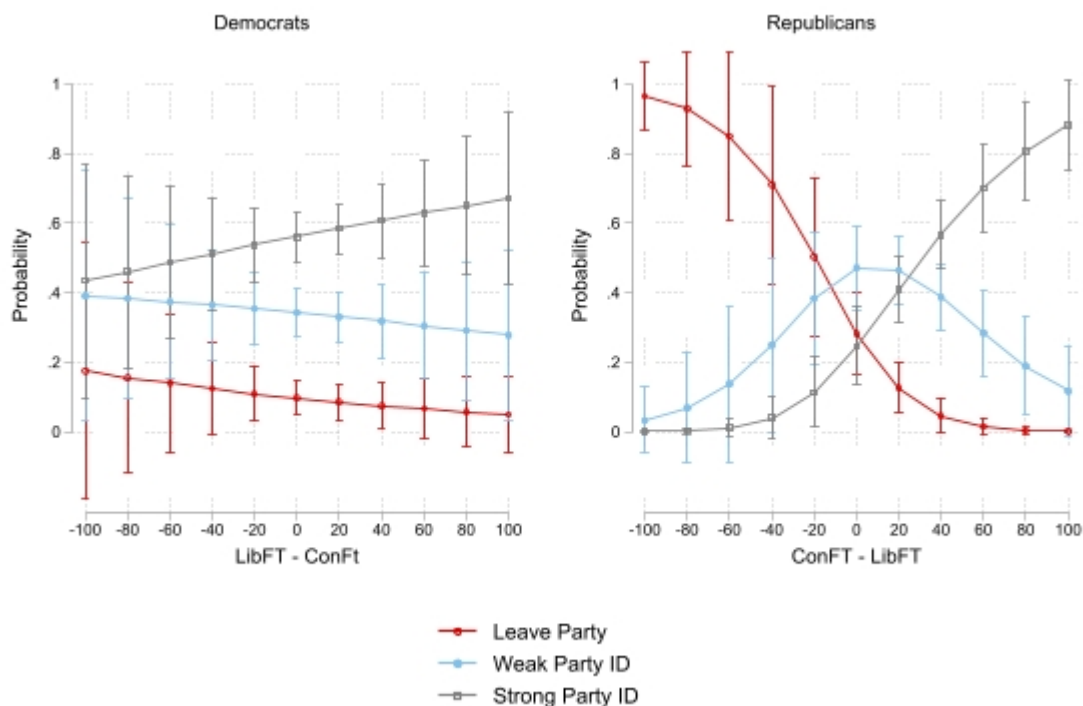 Democrats
Republicans
Probability
1
.8
.6
.4
.2
0
-100 -80 -60 -40 -20 0 20 40 60 80 100
LibFT - ConFt
Probability
1
.8
.6
.4
.2
0
-100 -80 -60 -40 -20 0 20 40 60 80 100
ConFT - LibFT
Leave Party
Weak Party ID
Strong Party ID